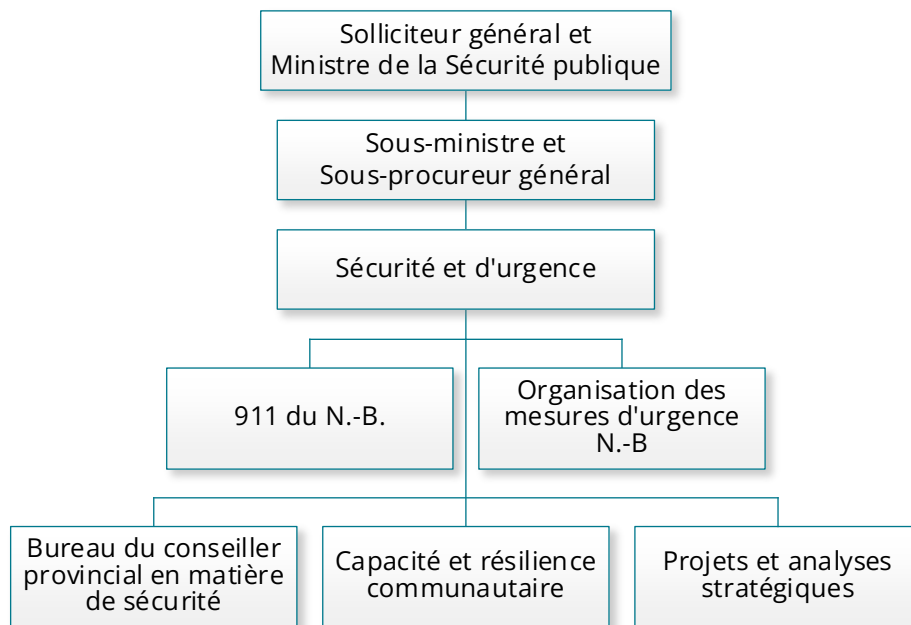 Solliciteur général et
Ministre de la Sécurité publique
Sous-ministre et
Sous-procureur général
Sécurité et d'urgence
911 du N.-B.
Organisation des
mesures d'urgence
N.-B
Bureau du conseiller
provincial en matière
de sécurité
Capacité et résilience
communautaire
Projets et analyses
stratégiques